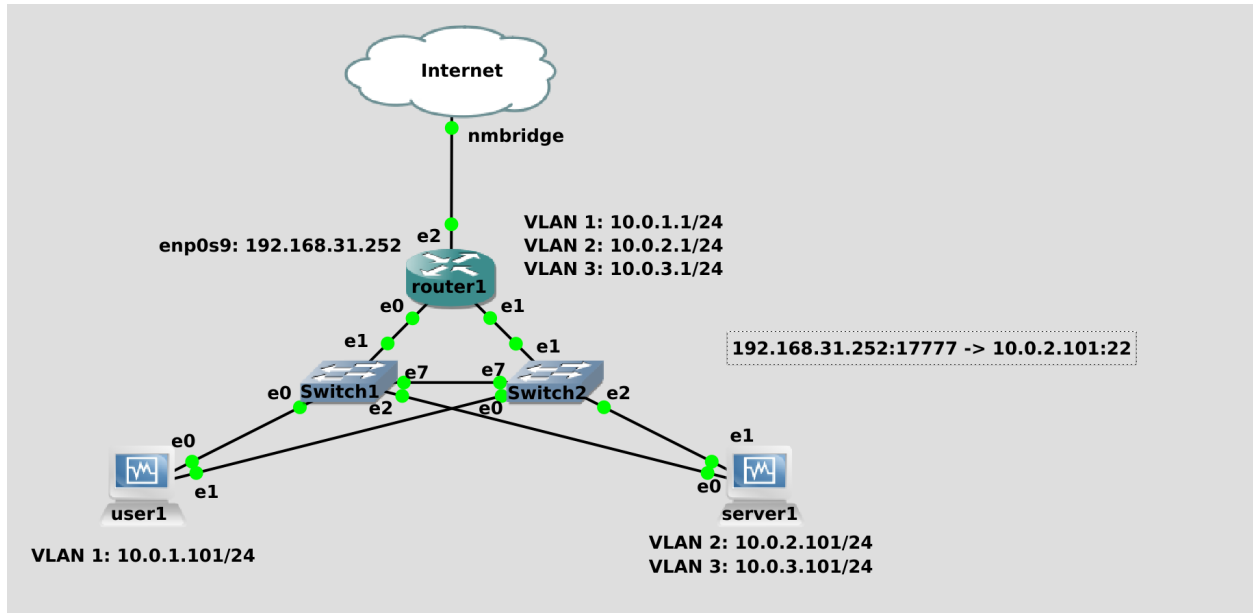 Internet
nmbridge
e2
enp0s9: 192.168.31.252
VLAN 1: 10.0.1.1/24
VLAN 2: 10.0.2.1/24
VLAN 3: 10.0.3.1/24
router1
e0
e1
e1
e1
192.168.31.252:17777 -> 10.0.2.101:22
e0
Switch1
e7
e7
Switch2
e2
e2
e0
e0
e1
e1
e0
user1
server1
VLAN 1: 10.0.1.101/24
VLAN 2: 10.0.2.101/24
VLAN 3: 10.0.3.101/24